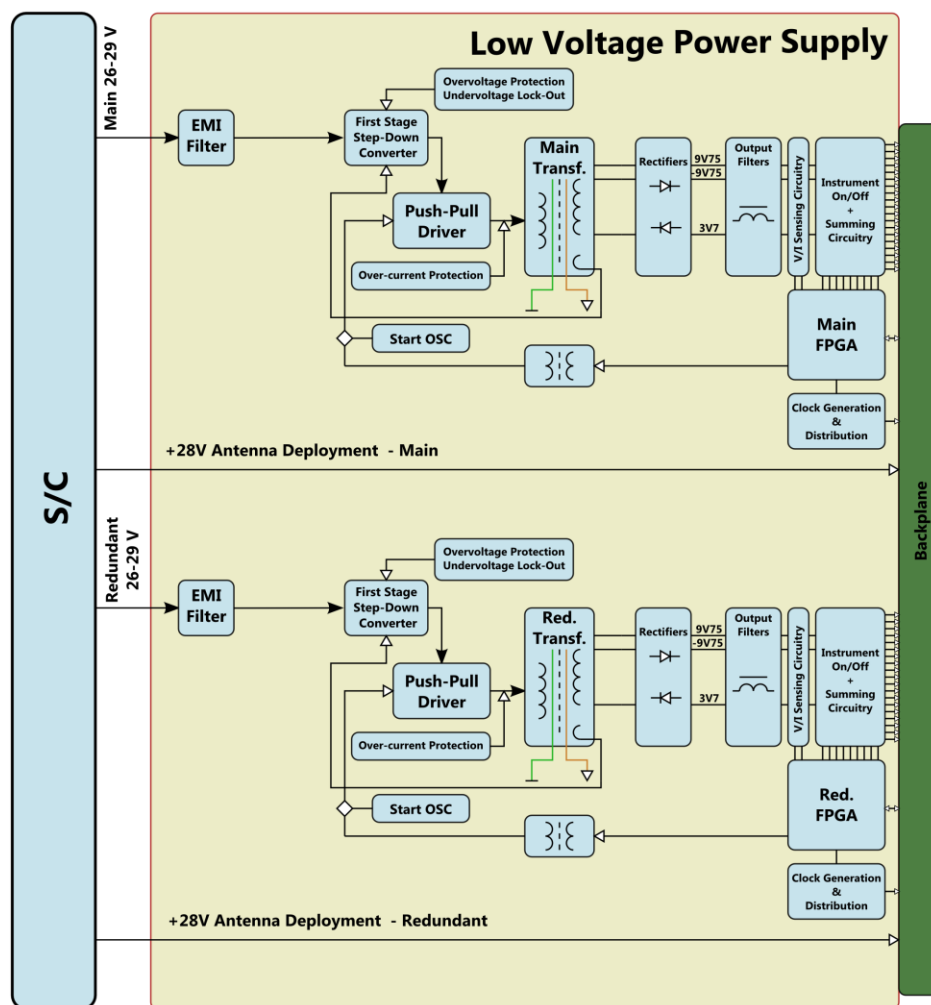 Low Voltage Power Supply
S/C
Main 26-29 V
EMI
Filter
First Stage
Step-Down
Converter
Overvoltage Protection
Undervoltage Lock-Out
Push-Pull
Driver
Over-current Protection
Start OSC
Main
Transf.
Rectifiers
9V75
-9V75
3V7
Output
Filters
V/I Sensing Circuitry
Instrument
On/Off
+
Summing
Circuitry
Main
FPGA
Clock Generation
&
Distribution
+28V Antenna Deployment - Main
Backplane
Redundant
26-29 V
EMI
Filter
First Stage
Step-Down
Converter
Overvoltage Protection
Undervoltage Lock-Out
Push-Pull
Driver
Over-current Protection
Start OSC
Red.
Transf.
Rectifiers
9V75
-9V75
3V7
Output
Filters
V/I Sensing Circuitry
Instrument
On/Off
+
Summing
Circuitry
Red.
FPGA
Clock Generation
&
Distribution
+28V Antenna Deployment - Redundant